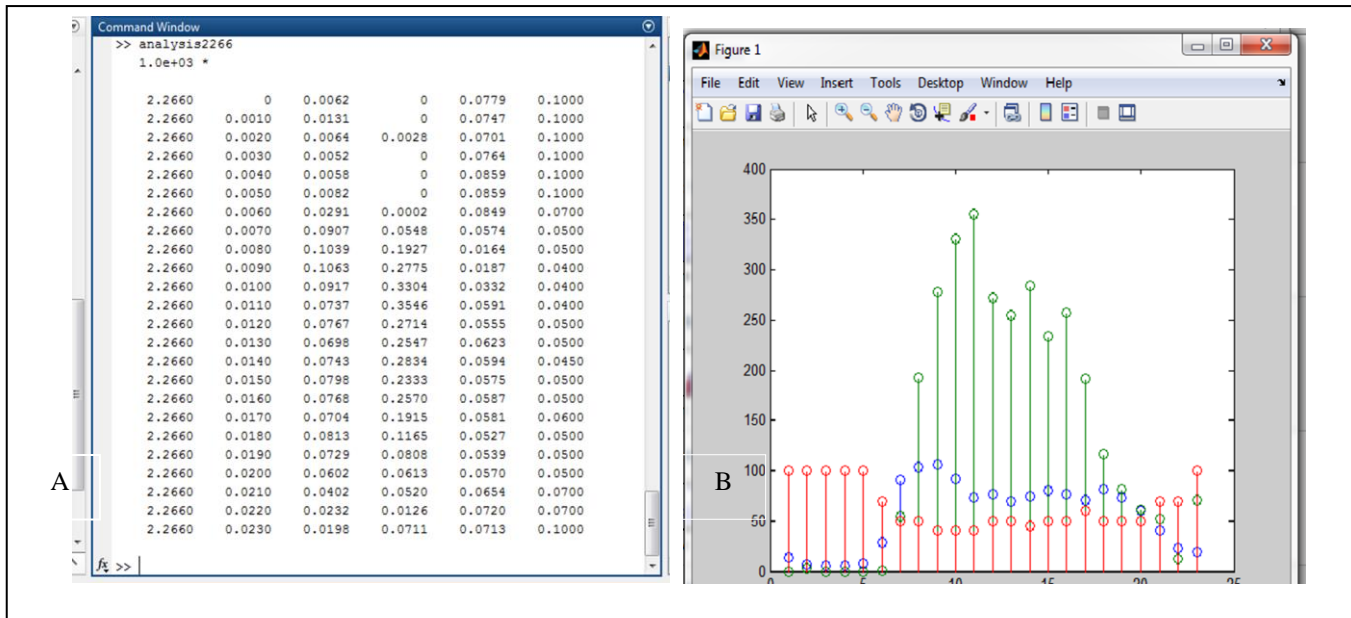 Command Window
>> analysis2266
1.0e+03 *
2.2660 0 0.0062 0 0.0779 0.1000
2.2660 0.0010 0.0131 0 0.0747 0.1000
2.2660 0.0020 0.0064 0.0028 0.0701 0.1000
2.2660 0.0030 0.0052 0 0.0764 0.1000
2.2660 0.0040 0.0058 0 0.0859 0.1000
2.2660 0.0050 0.0082 0 0.0859 0.1000
2.2660 0.0060 0.0291 0.0002 0.0849 0.0700
2.2660 0.0070 0.0907 0.0548 0.0574 0.0500
2.2660 0.0080 0.1039 0.1927 0.0164 0.0500
2.2660 0.0090 0.1063 0.2775 0.0187 0.0400
2.2660 0.0100 0.0917 0.3304 0.0332 0.0400
2.2660 0.0110 0.0737 0.3546 0.0591 0.0400
2.2660 0.0120 0.0767 0.2714 0.0555 0.0500
2.2660 0.0130 0.0698 0.2547 0.0623 0.0500
2.2660 0.0140 0.0743 0.2834 0.0594 0.0450
2.2660 0.0150 0.0798 0.2333 0.0575 0.0500
2.2660 0.0160 0.0768 0.2570 0.0587 0.0500
2.2660 0.0170 0.0704 0.1915 0.0581 0.0600
2.2660 0.0180 0.0813 0.1165 0.0527 0.0500
2.2660 0.0190 0.0729 0.0808 0.0539 0.0500
2.2660 0.0200 0.0602 0.0613 0.0570 0.0500
2.2660 0.0210 0.0402 0.0520 0.0654 0.0700
2.2660 0.0220 0.0232 0.0126 0.0720 0.0700
2.2660 0.0230 0.0198 0.0711 0.0713 0.1000
fx >>
A
Figure 1
File Edit View Insert Tools Desktop Window Help
400
350
300
250
200
150
100
50
0
0 5 10 15 20 25
B